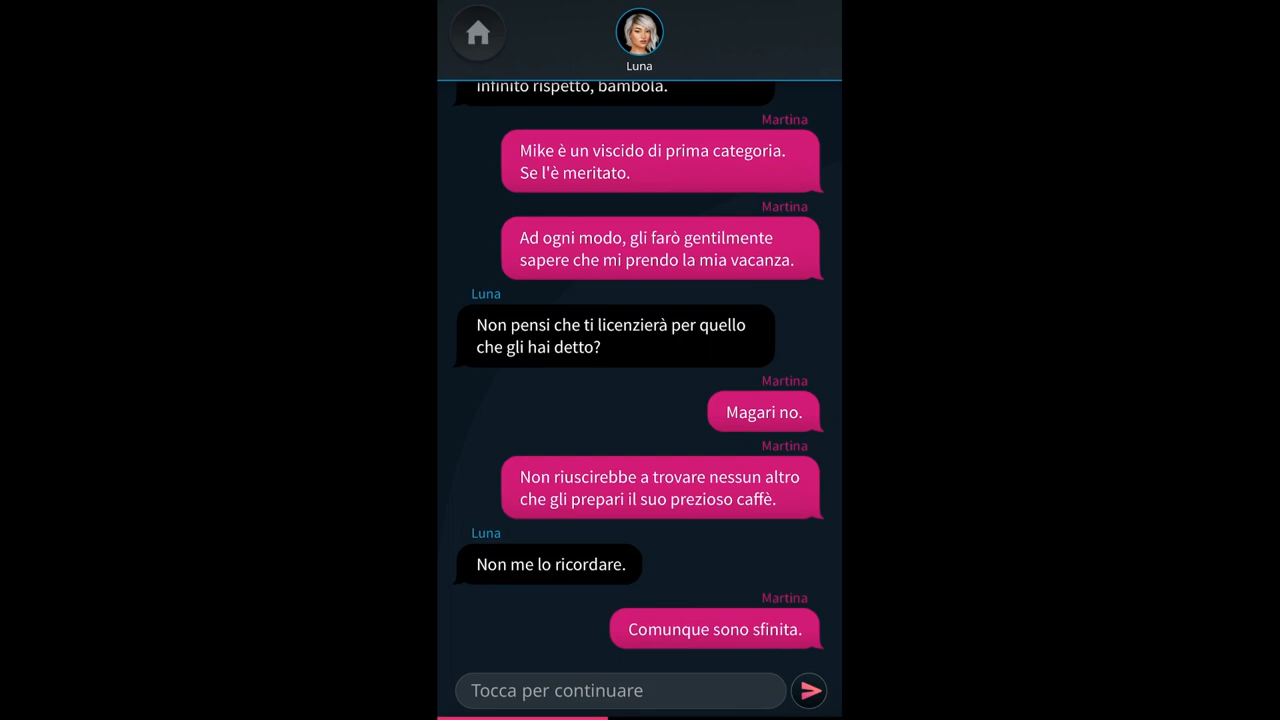 Luna
infinito rispetto, bambola.
Martina
Mike è un viscido di prima categoria.
Se l'è meritato.
Martina
Ad ogni modo, gli farò gentilmente
sapere che mi prendo la mia vacanza.
Luna
Non pensi che ti licenzierà per quello
che gli hai detto?
Martina
Magari no.
Martina
Non riuscirebbe a trovare nessun altro
che gli prepari il suo prezioso caffè.
Luna
Non me lo ricordare.
Martina
Comunque sono sfinita.
Tocca per continuare